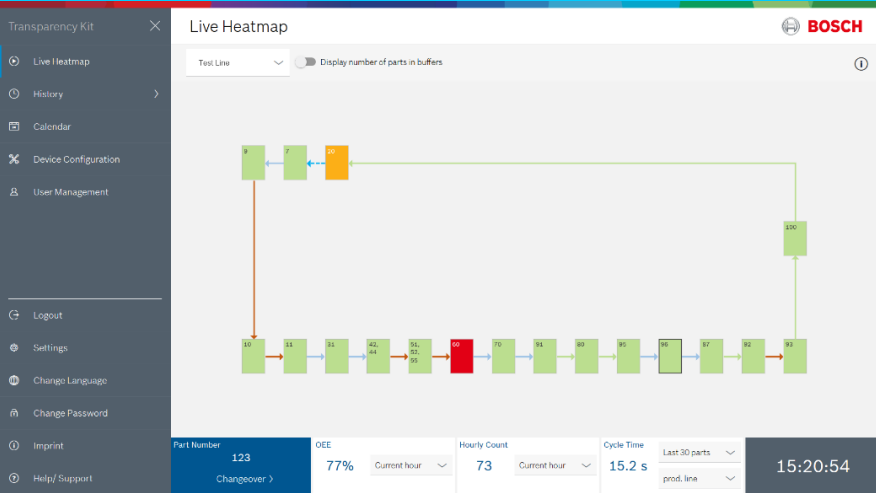 Transparency Kit
Live Heatmap
BOSCH
Live Heatmap
History
Calendar
Device Configuration
User Management
Test Line
Display number of parts in buffers
9
7
20
100
10
11
31
42,
44
51,
52,
55
60
70
91
80
95
96
97
92
93
Logout
Settings
Change Language
Change Password
Imprint
Help/ Support
Part Number
123
Changeover
OEE
77%
Current hour
Hourly Count
73
Current hour
Cycle Time
15.2 s
Last 30 parts
prod. line
15:20:54